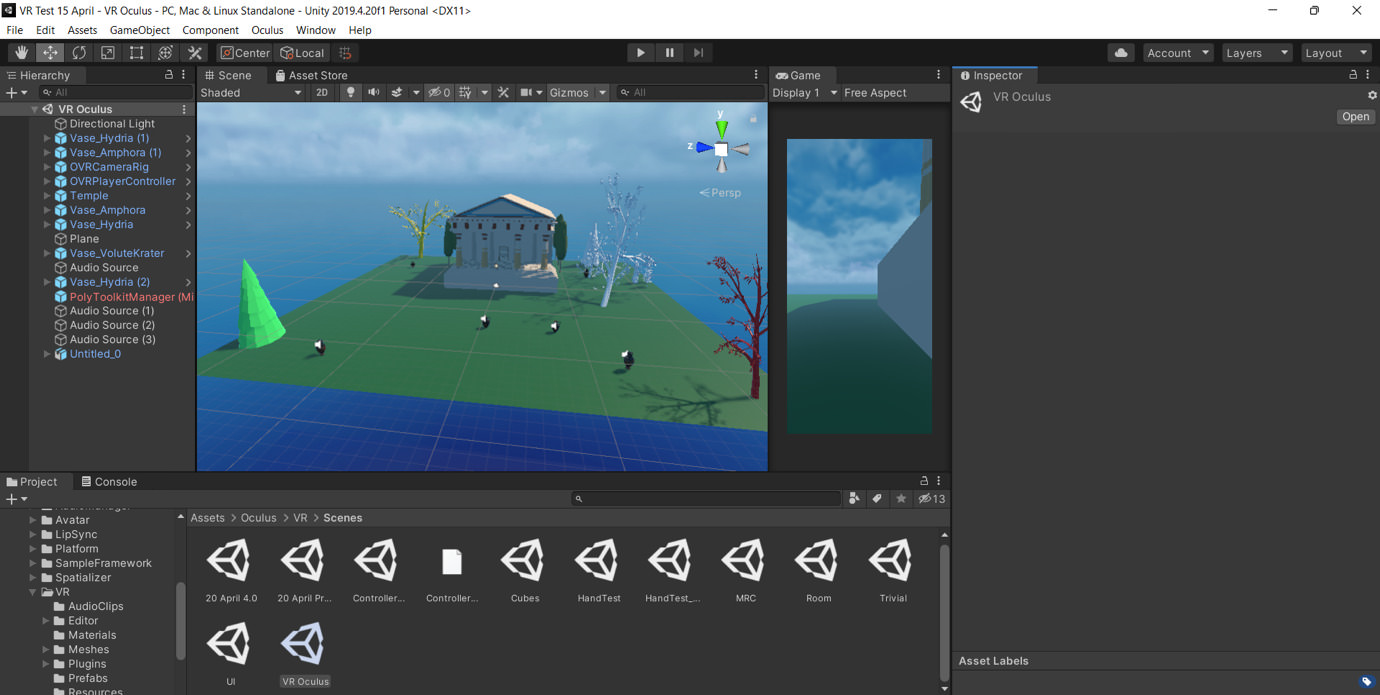 VR Test 15 April - VR Oculus - PC, Mac & Linux Standalone - Unity 2019.4.20f1 Personal <DX11>
File Edit Assets GameObject Component Oculus Window Help
Center Local Account Layers Layout
Hierarchy
All
VR Oculus
Directional Light
Vase_Hydria (1)
Vase_Amphora (1)
OVRCameraRig
OVRPlayerController
Temple
Vase_Amphora
Vase_Hydria
Plane
Vase_VoluteKrater
Audio Source
Vase_Hydria (2)
PolyToolkitManager (Mi
Audio Source (1)
Audio Source (2)
Audio Source (3)
Untitled_0
Scene Asset Store
Shaded 2D 0 Gizmos All
y
z
Persp
Game
Display 1 Free Aspect
Inspector
VR Oculus
Open
Asset Labels
Project Console
13
Avatar
LipSync
Platform
SampleFramework
Spatializer
VR
AudioClips
Editor
Materials
Meshes
Plugins
Prefabs
Resources
Assets > Oculus > VR > Scenes
20 April 4.0 20 April Pr... Controller... Controller... Cubes HandTest HandTest_... MRC Room Trivial
UI VR Oculus